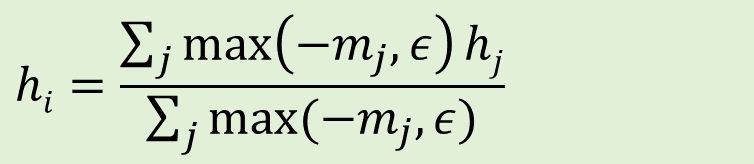 h_i = \frac{\sum_j \max(-m_j, \epsilon) h_j}{\sum_j \max(-m_j, \epsilon)}